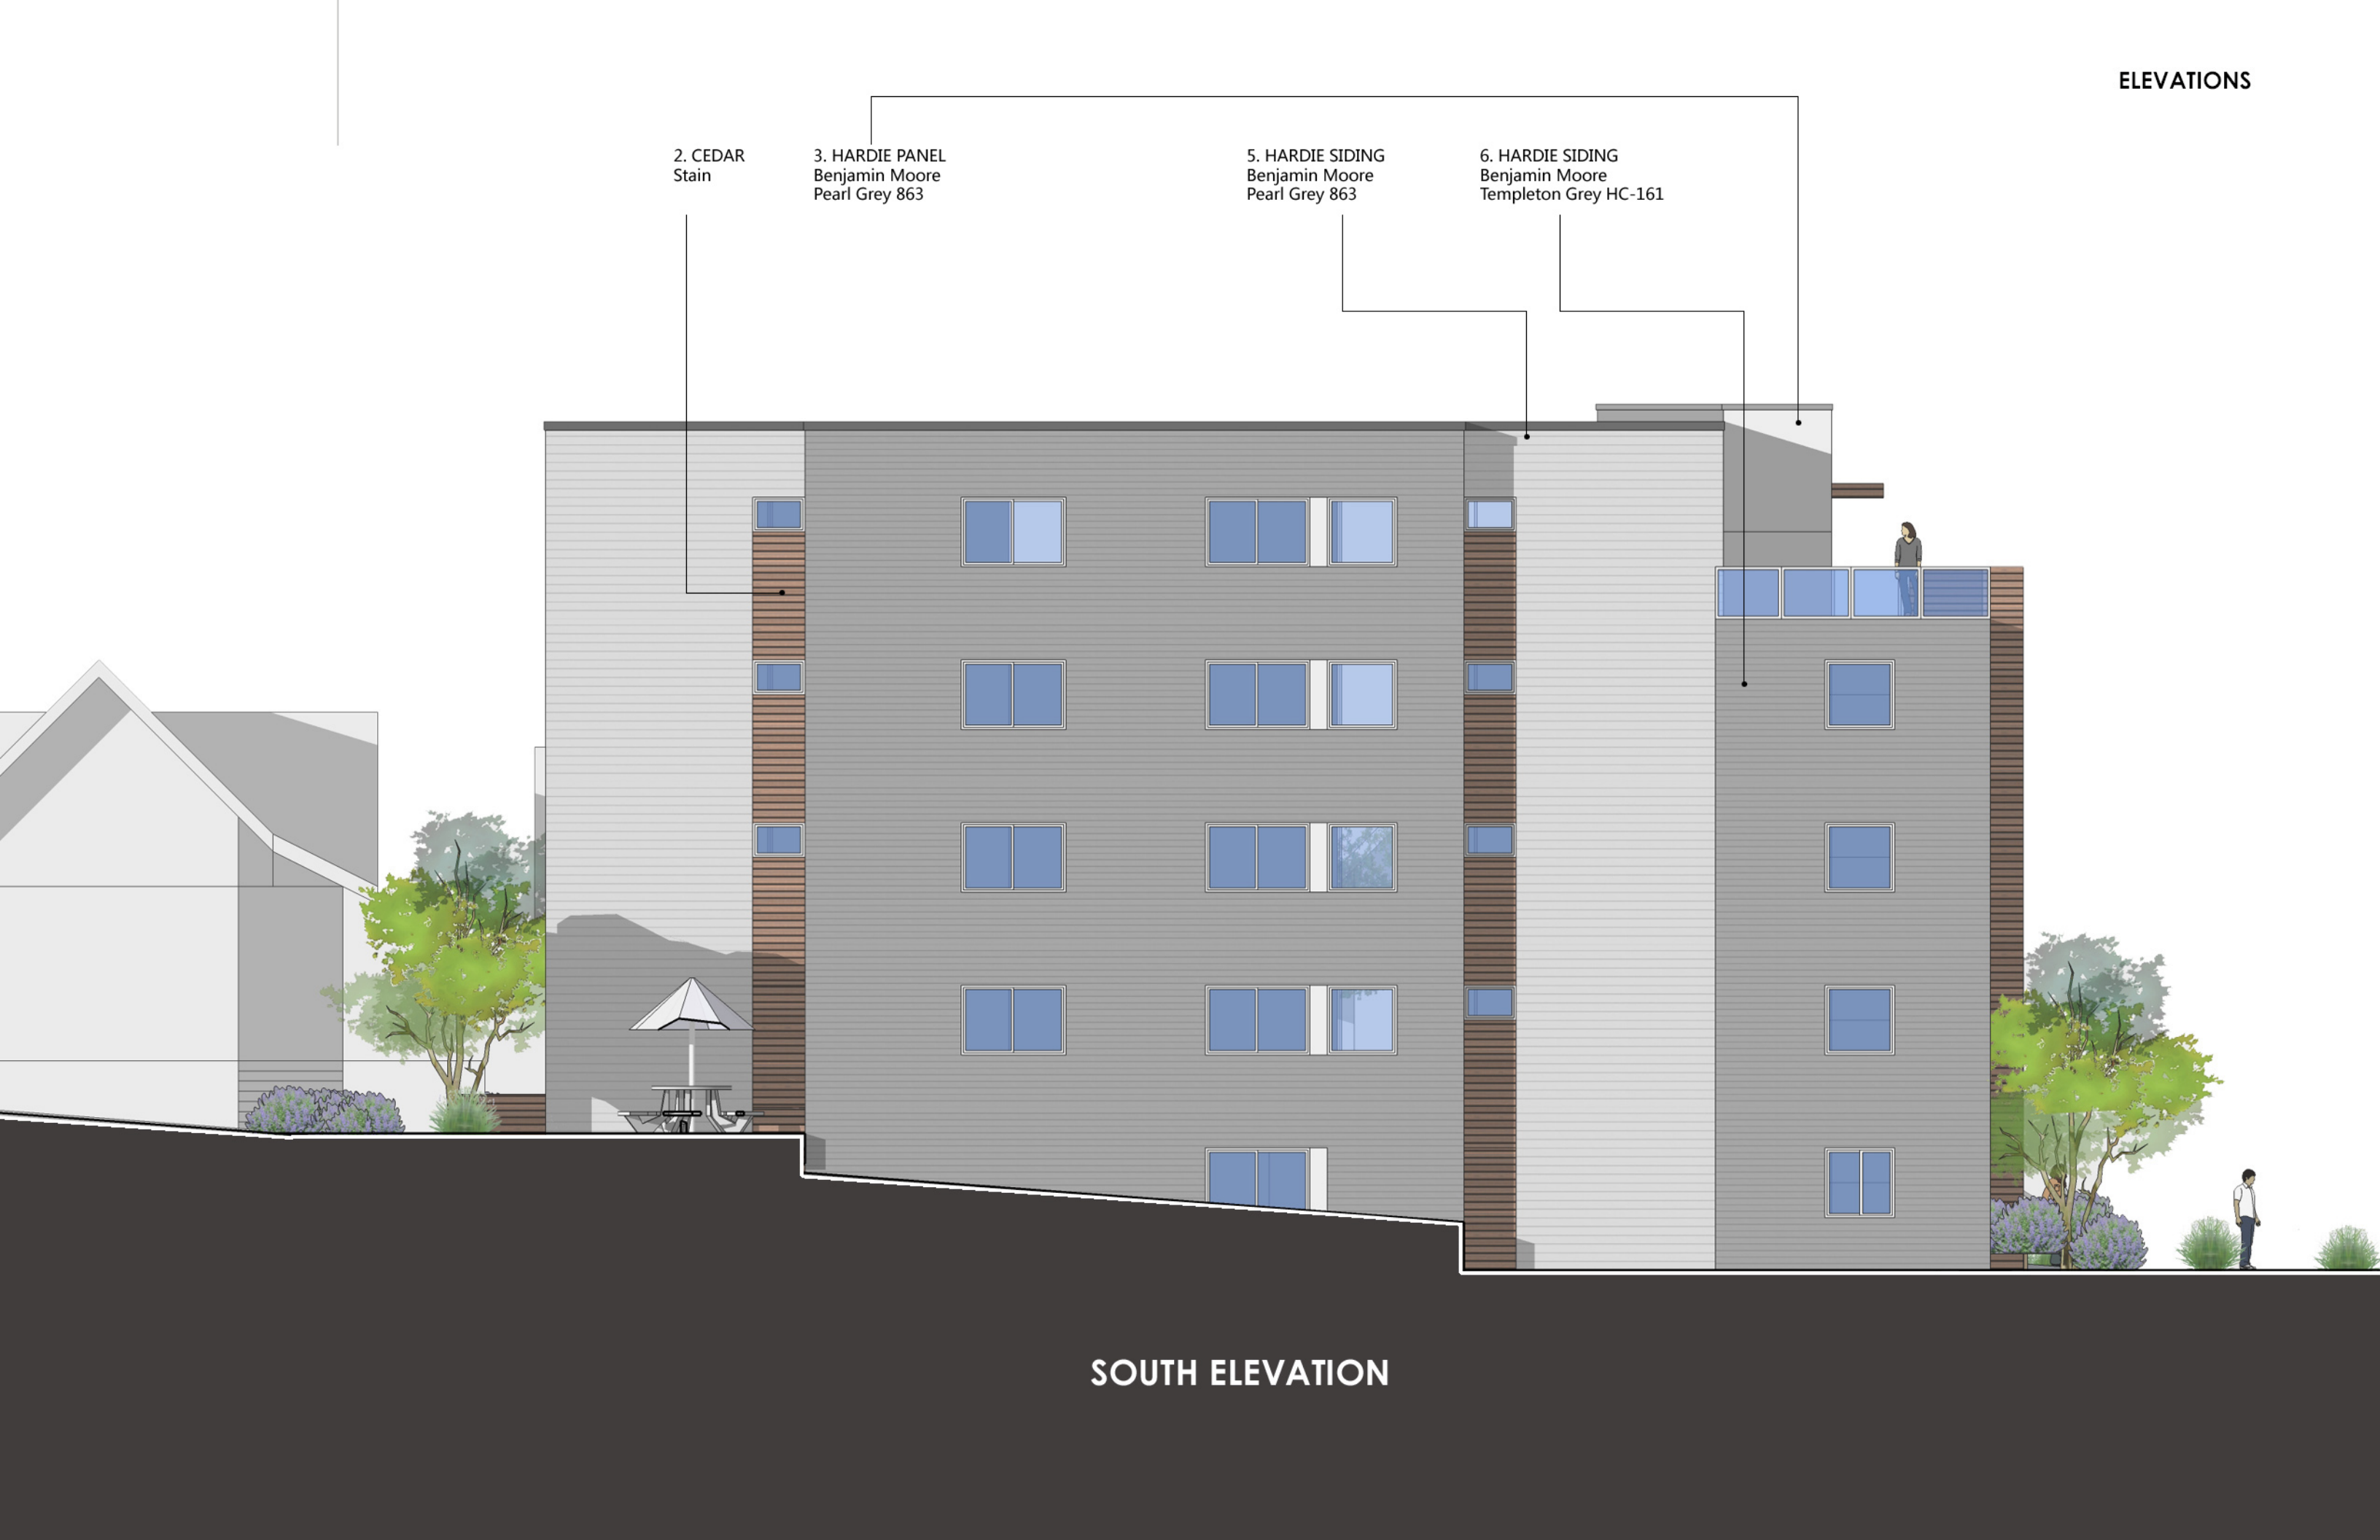 ELEVATIONS
2. CEDAR
Stain
3. HARDIE PANEL
Benjamin Moore
Pearl Grey 863
5. HARDIE SIDING
Benjamin Moore
Pearl Grey 863
6. HARDIE SIDING
Benjamin Moore
Templeton Grey HC-161
SOUTH ELEVATION